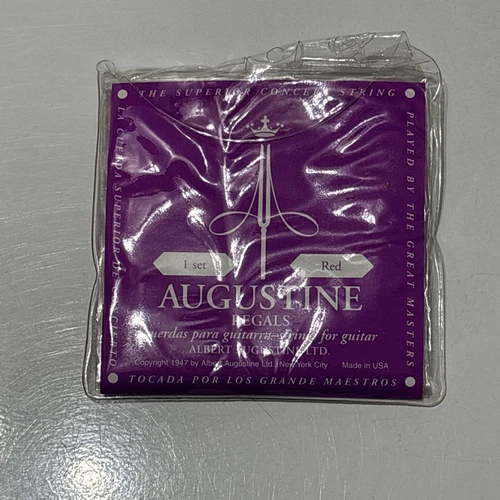 THE SUPERIOR CONCERT STRING
PLAYED BY THE GREAT MASTERS
LA CUERDA SUPERIOR DE
1 set
Red
AUGUSTINE
REGALS
cuerdas para guitarra strings for guitar
ALBERT AUGUSTINE LTD.
Copyright 1947 by Albert Augustine Ltd. New York City
Made in USA
TOCADA POR LOS GRANDE MAESTROS